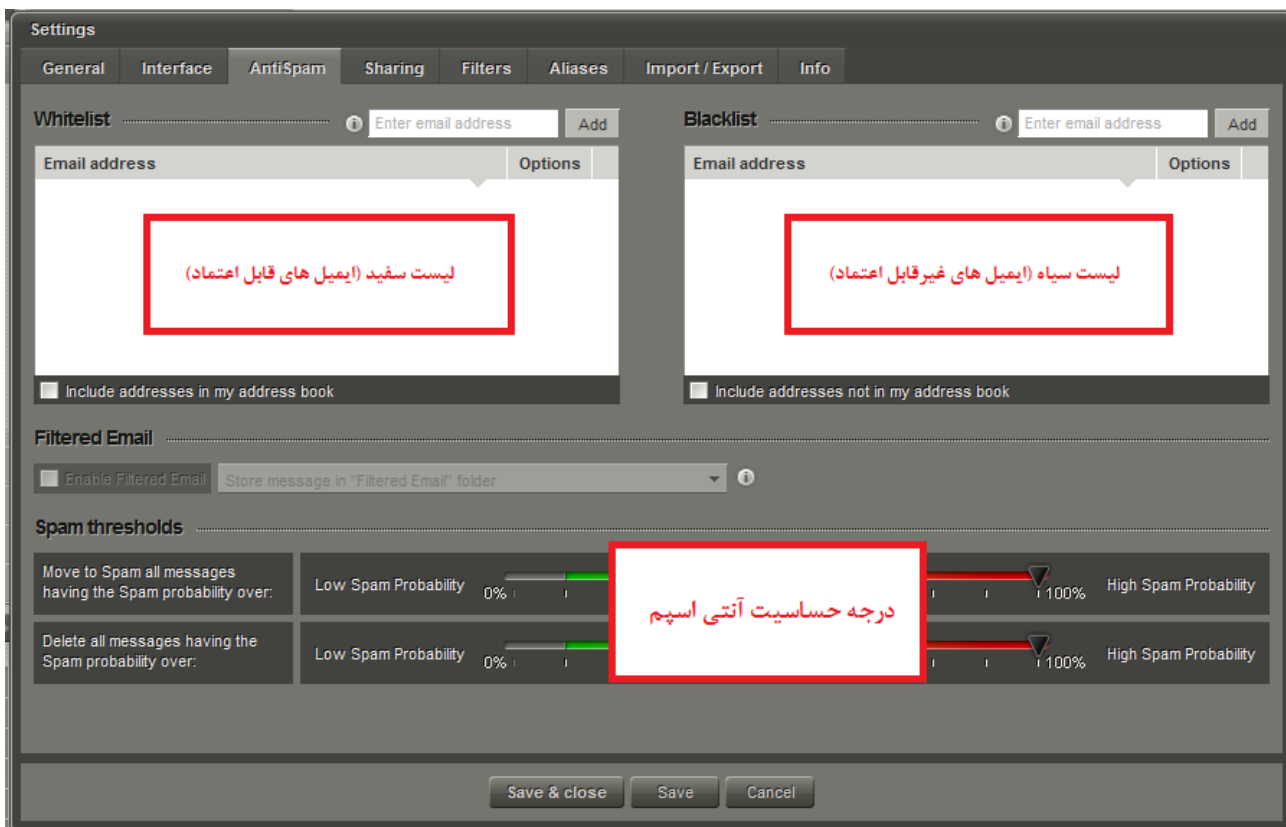 Settings
General Interface AntiSpam Sharing Filters Aliases Import / Export Info
Whitelist Enter email address Add
Email address Options
لیست سفید (ایمیل های قابل اعتماد)
Include addresses in my address book
Blacklist Enter email address Add
Email address Options
لیست سیاه (ایمیل های غیرقابل اعتماد)
Include addresses not in my address book
Filtered Email
Enable Filtered Email Store message in "Filtered Email" folder
Spam thresholds
Move to Spam all messages
having the Spam probability over:
Low Spam Probability 0% 100% High Spam Probability
درجه حساسیت آنتی اسپم
Delete all messages having the
Spam probability over:
Low Spam Probability 0% 100% High Spam Probability
Save & close Save Cancel